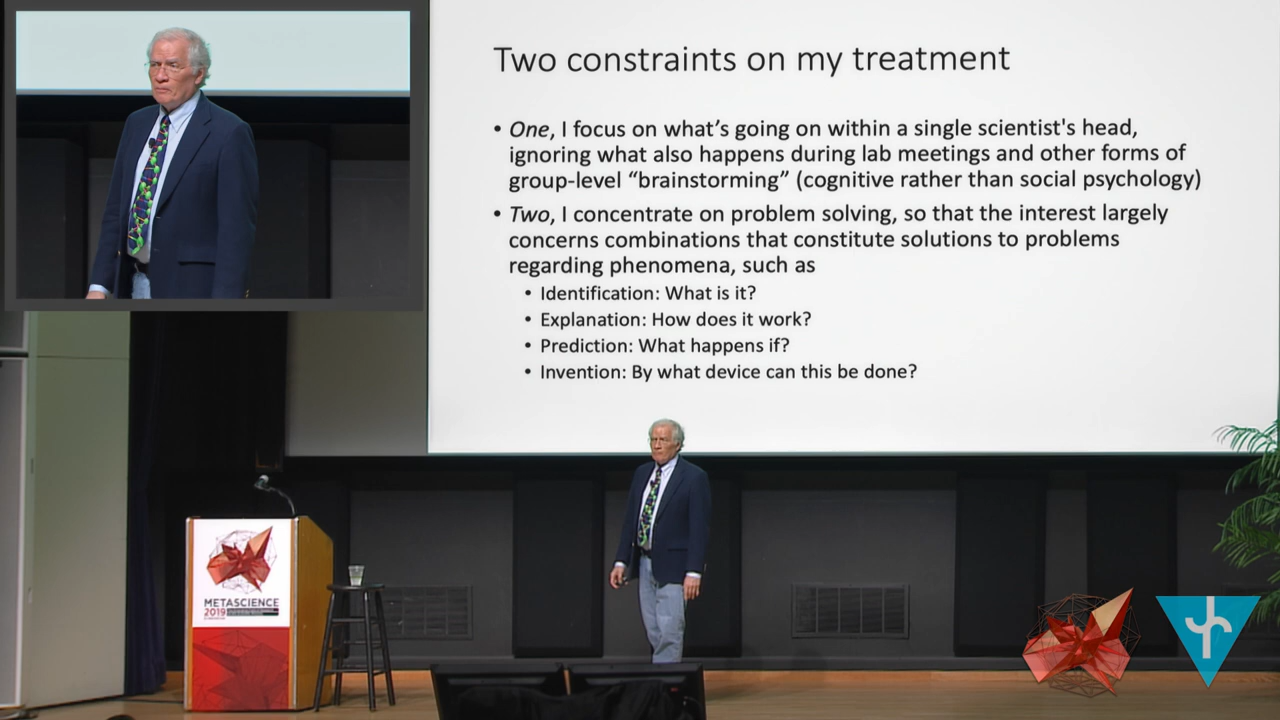 Two constraints on my treatment
• One, I focus on what's going on within a single scientist's head,
ignoring what also happens during lab meetings and other forms of
group-level “brainstorming” (cognitive rather than social psychology)
• Two, I concentrate on problem solving, so that the interest largely
concerns combinations that constitute solutions to problems
regarding phenomena, such as
• Identification: What is it?
• Explanation: How does it work?
• Prediction: What happens if?
• Invention: By what device can this be done?
METASCIENCE
2019